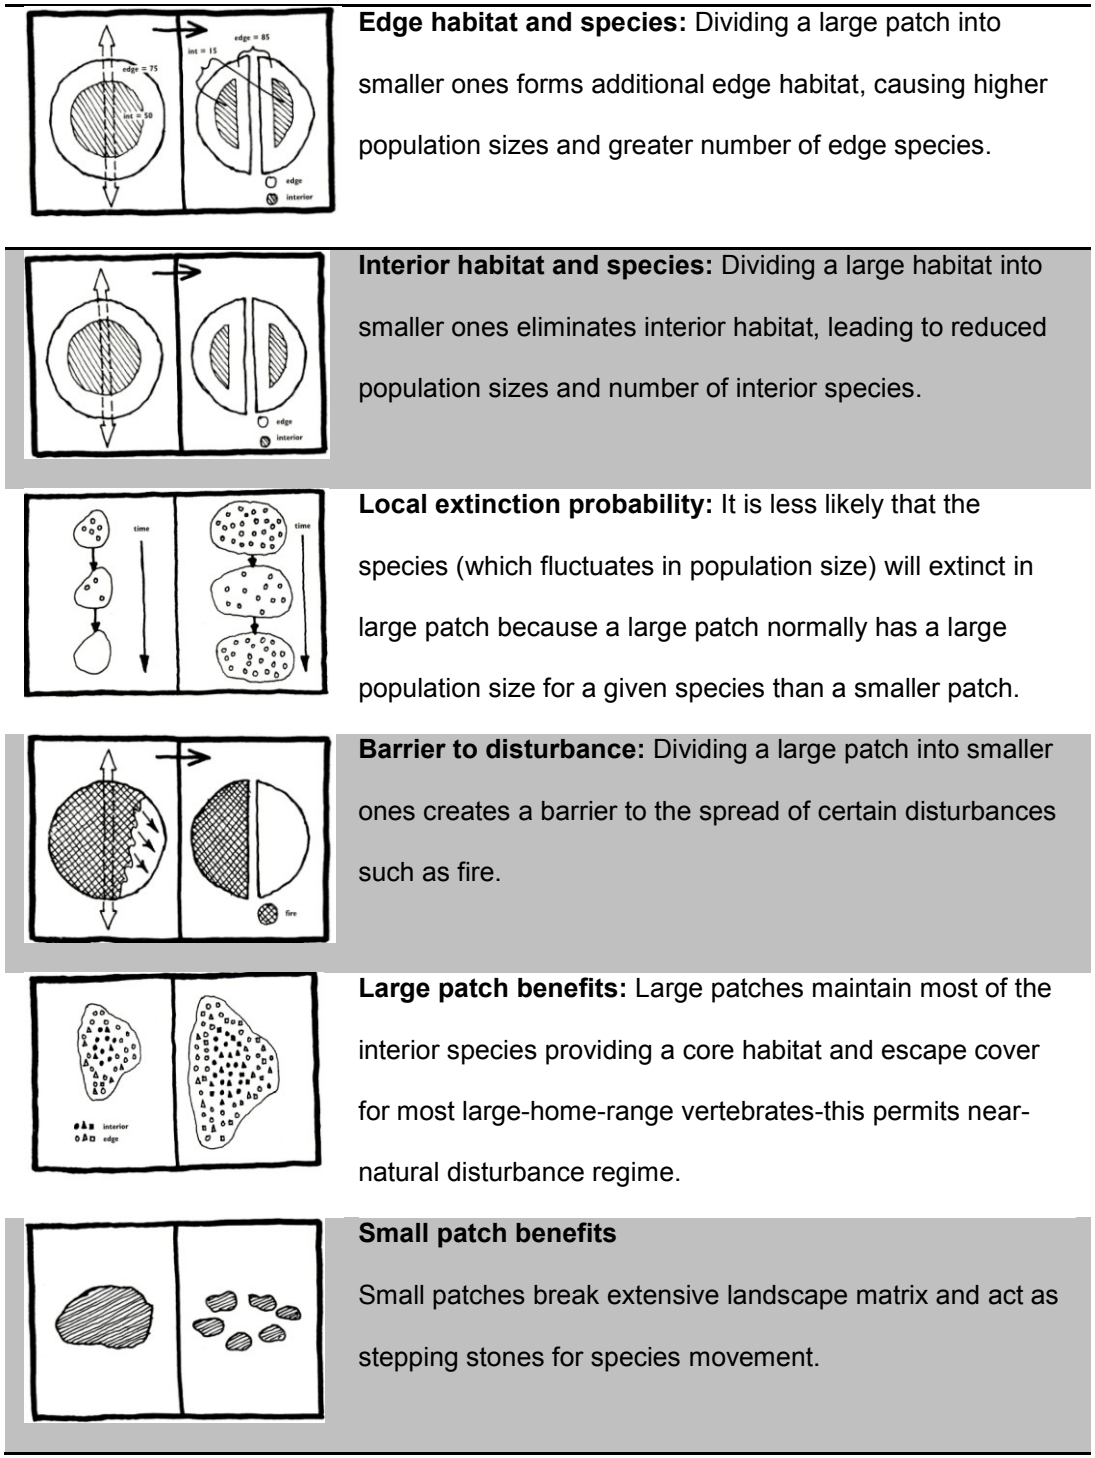 edge = 75
int = 50
edge = 85
int = 15
edge
interior
Edge habitat and species: Dividing a large patch into
smaller ones forms additional edge habitat, causing higher
population sizes and greater number of edge species.
edge
interior
Interior habitat and species: Dividing a large habitat into
smaller ones eliminates interior habitat, leading to reduced
population sizes and number of interior species.
time
time
Local extinction probability: It is less likely that the
species (which fluctuates in population size) will extinct in
large patch because a large patch normally has a large
population size for a given species than a smaller patch.
fire
Barrier to disturbance: Dividing a large patch into smaller
ones creates a barrier to the spread of certain disturbances
such as fire.
interior
edge
Large patch benefits: Large patches maintain most of the
interior species providing a core habitat and escape cover
for most large-home-range vertebrates-this permits near-
natural disturbance regime.
Small patch benefits
Small patches break extensive landscape matrix and act as
stepping stones for species movement.